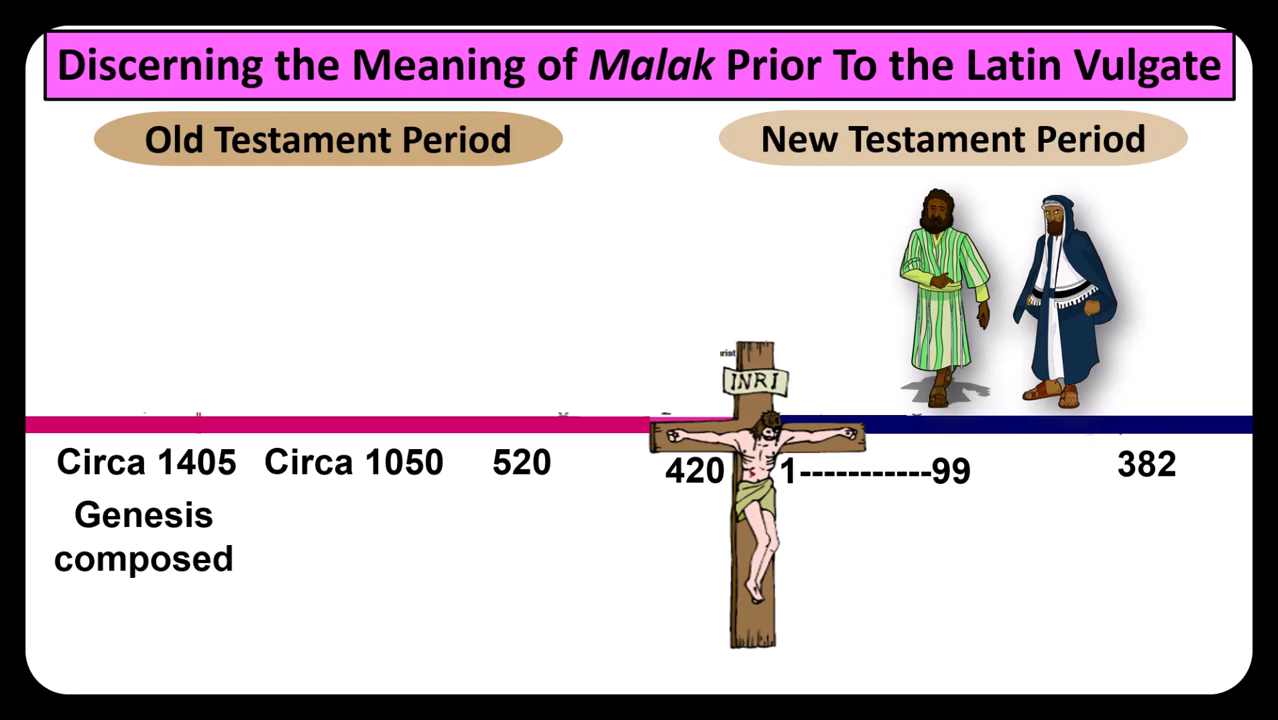 Discerning the Meaning of Malak Prior To the Latin Vulgate
Old Testament Period
New Testament Period
INRI
Circa 1405
Circa 1050
520
420
1-----------99
382
Genesis
composed